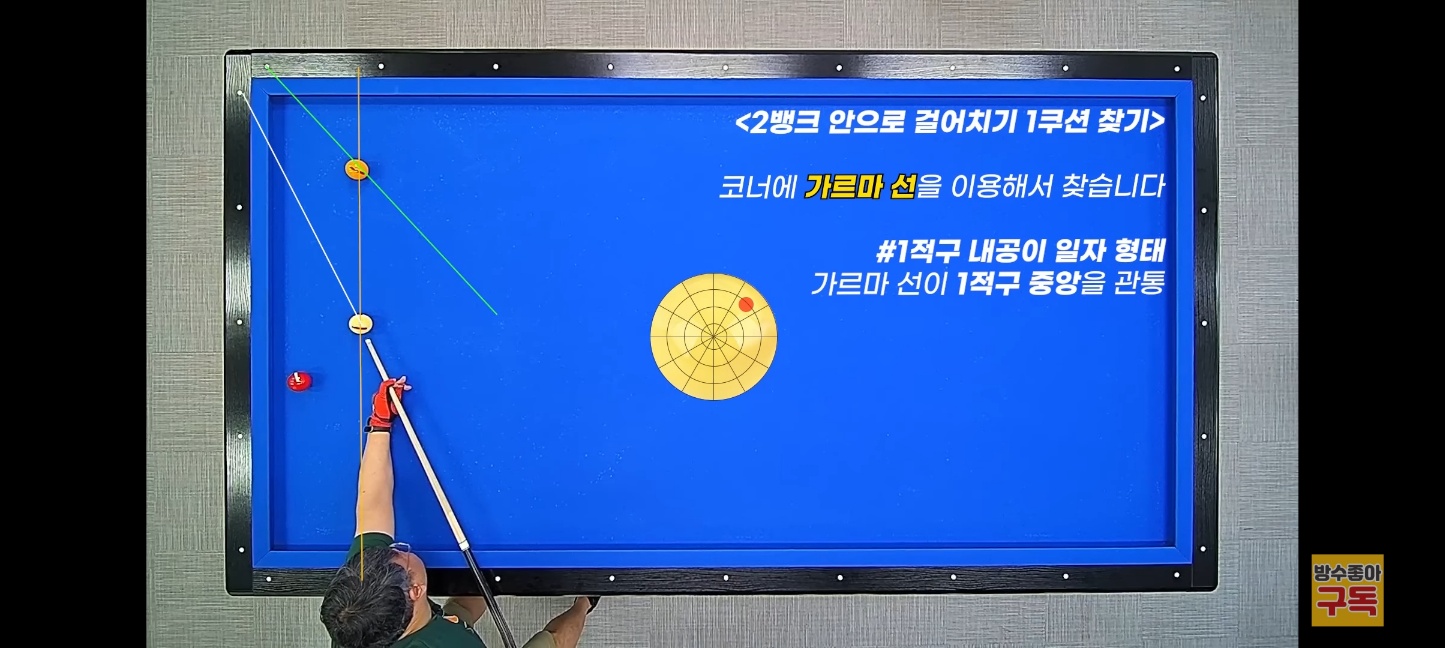 <2뱅크 안으로 걸어치기 1쿠션 찾기>
코너에 가르마 선을 이용해서 찾습니다
#1적구 내공이 일자 형태
가르마 선이 1적구 중앙을 관통
방수좋아
구독